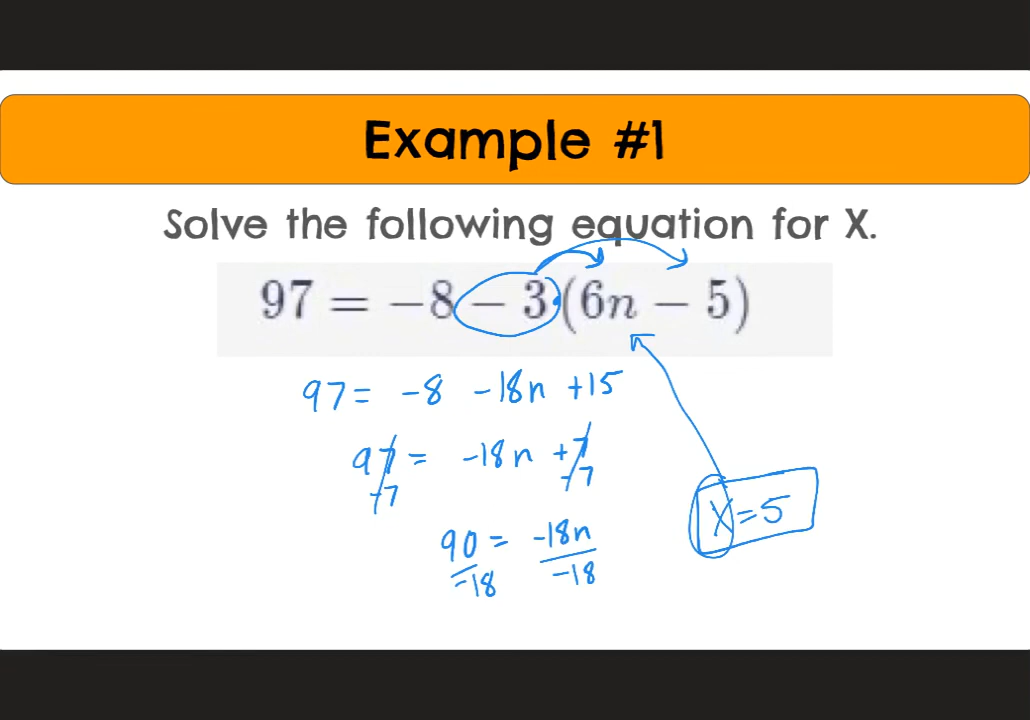 Example #1
Solve the following equation for X.
97 = −8 − 3·(6n − 5)
97 = -8 -18n +15
97 = -18n +7
-7 -7
90 = -18n
-18 -18
x=5